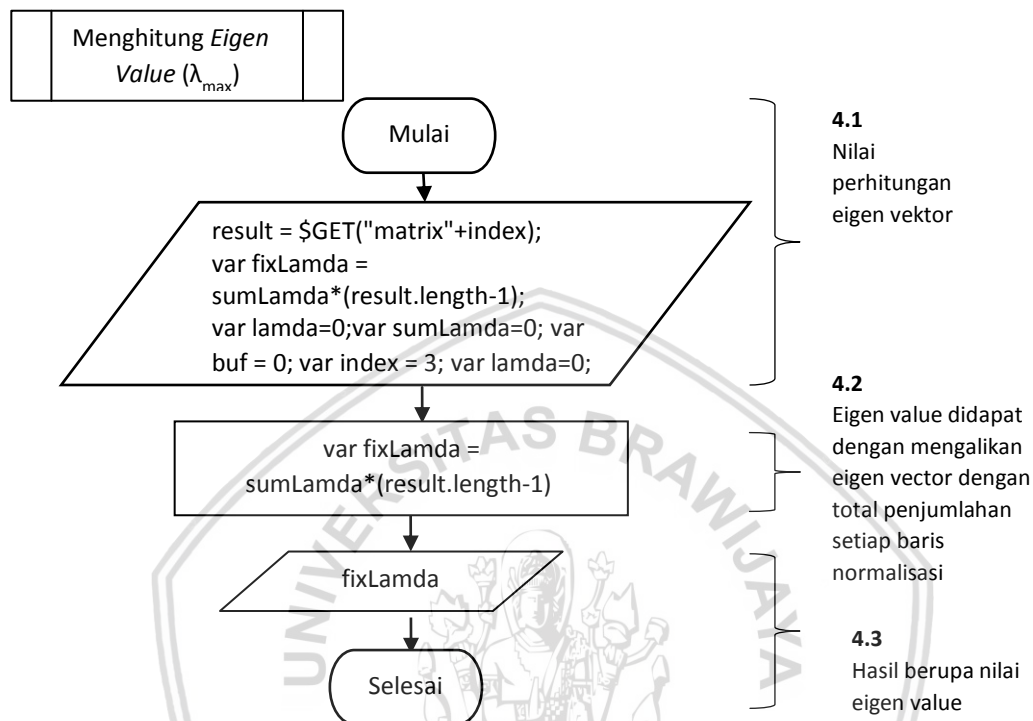 Menghitung Eigen
Value (λmax)
Mulai
4.1
Nilai
perhitungan
eigen vektor
result = $GET("matrix"+index);
var fixLamda =
sumLamda*(result.length-1);
var lamda=0;var sumLamda=0; var
buf = 0; var index = 3; var lamda=0;
4.2
Eigen value didapat
dengan mengalikan
eigen vector dengan
total penjumlahan
setiap baris
normalisasi
var fixLamda =
sumLamda*(result.length-1)
fixLamda
4.3
Hasil berupa nilai
eigen value
Selesai
UNIVERSITAS BRAWIJAYA